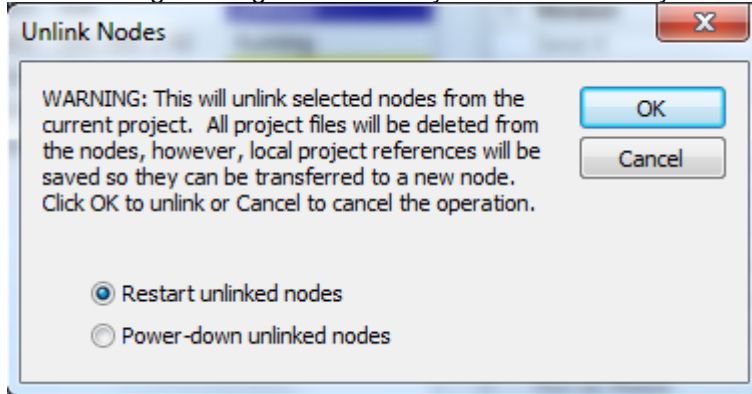 Unlink Nodes
WARNING: This will unlink selected nodes from the
current project.  All project files will be deleted from
the nodes, however, local project references will be
saved so they can be transferred to a new node.
Click OK to unlink or Cancel to cancel the operation.
OK
Cancel
Restart unlinked nodes
Power-down unlinked nodes